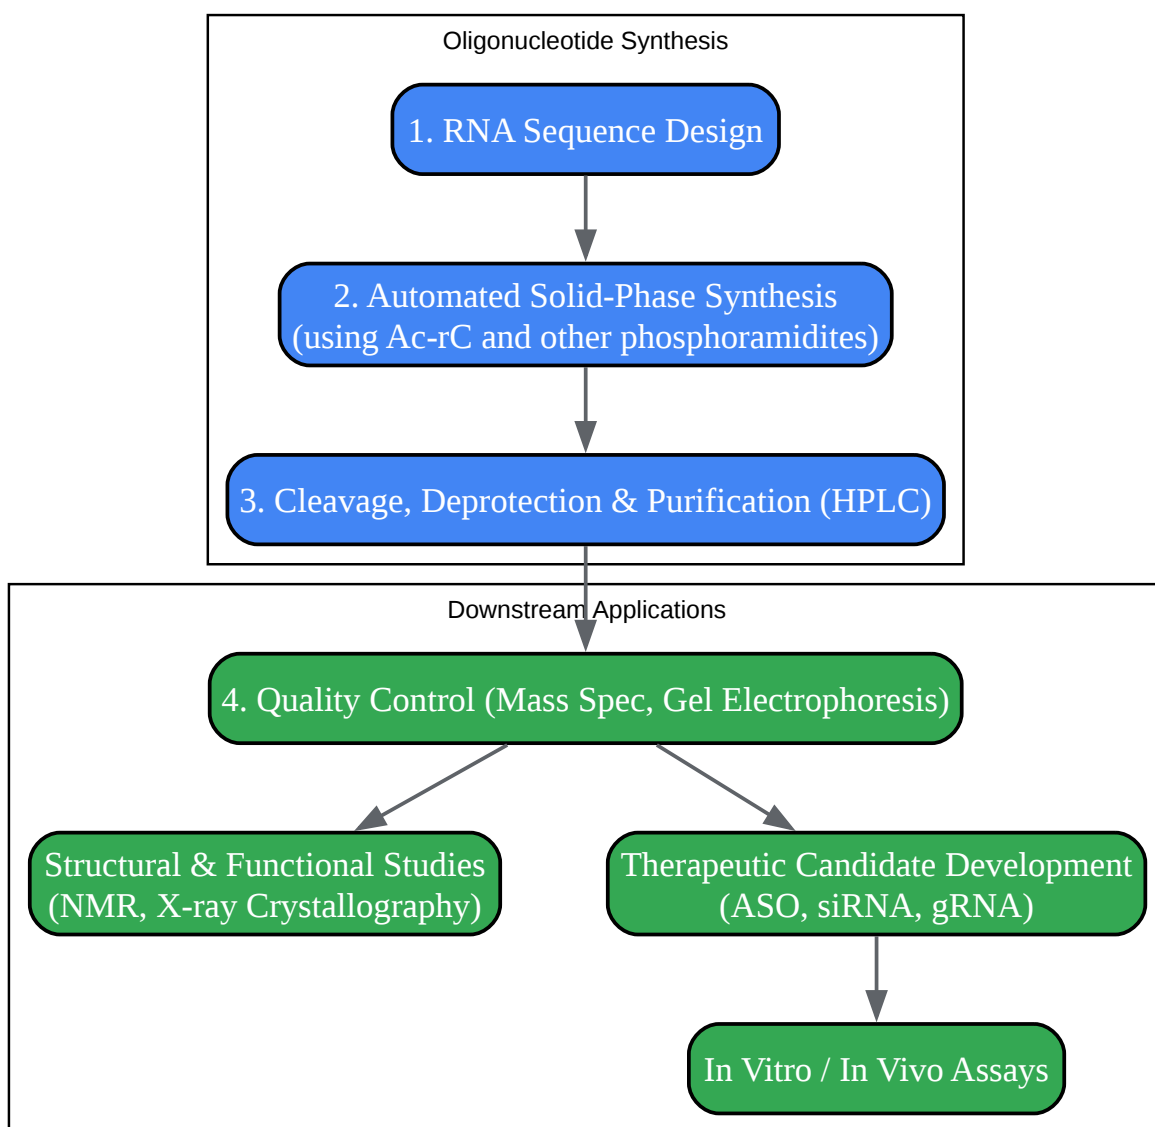 Oligonucleotide Synthesis
1. RNA Sequence Design
2. Automated Solid-Phase Synthesis
(using Ac-rC and other phosphoramidites)
3. Cleavage, Deprotection & Purification (HPLC)
Downstream Applications
4. Quality Control (Mass Spec, Gel Electrophoresis)
Structural & Functional Studies
(NMR, X-ray Crystallography)
Therapeutic Candidate Development
(ASO, siRNA, gRNA)
In Vitro / In Vivo Assays